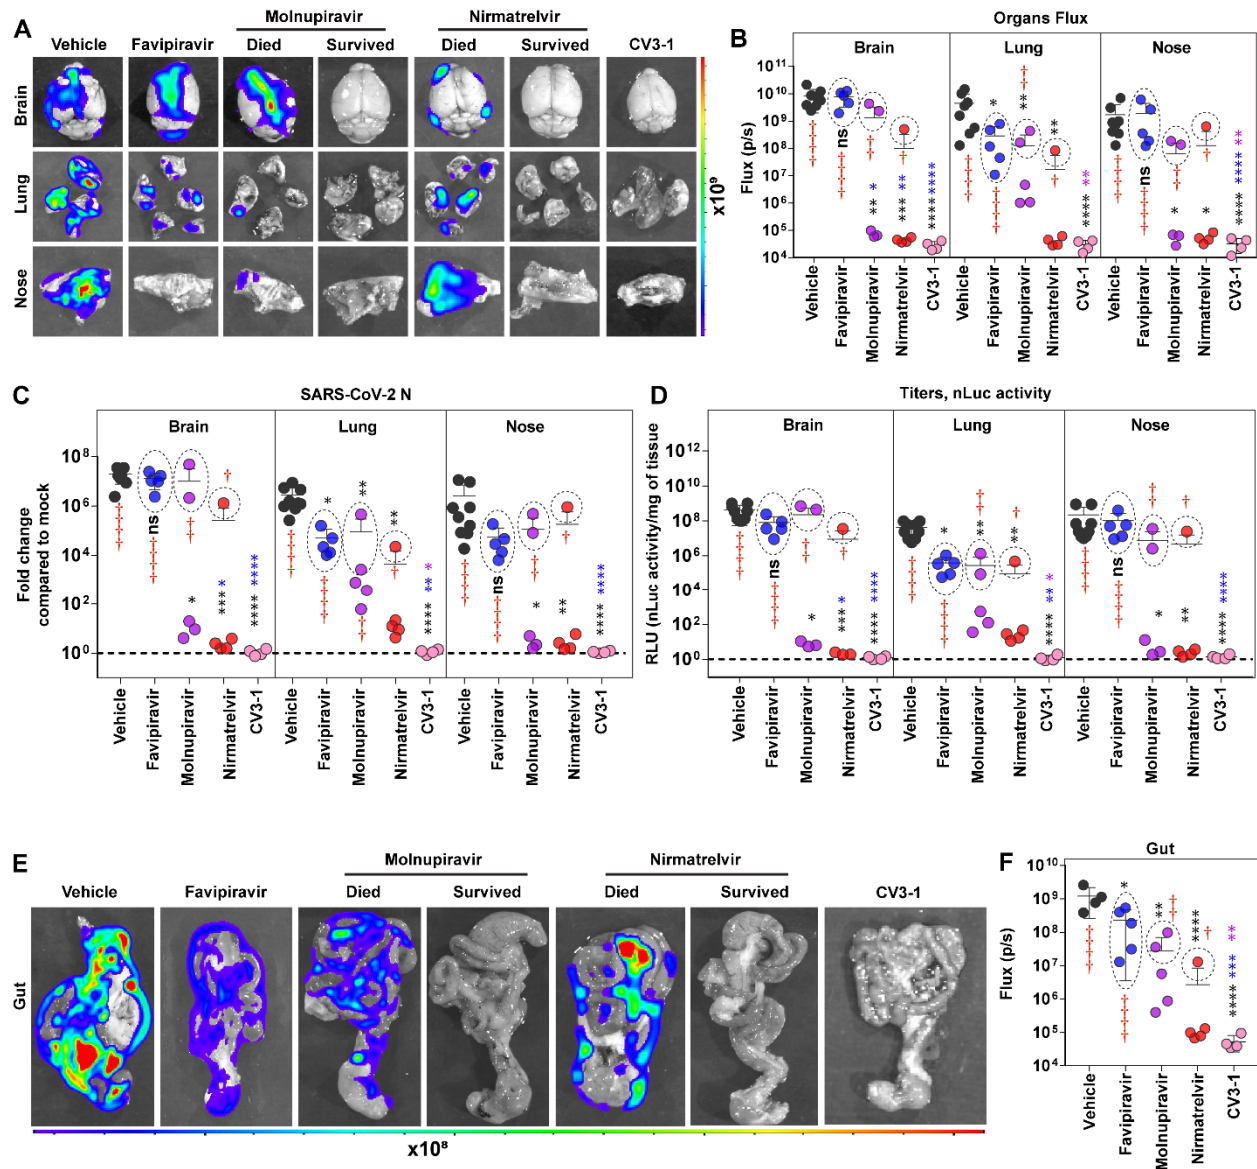 A
Molnupiravir
Nirmatrelvir
Vehicle
Favipiravir
Died
Survived
Died
Survived
CV3-1
Brain
Lung
Nose
x10⁹
B
Organs Flux
Brain
Lung
Nose
Flux (p/s)
10¹¹
10¹⁰
10⁹
10⁸
10⁷
10⁶
10⁵
10⁴
ns
ns
Vehicle
Favipiravir
Molnupiravir
Nirmatrelvir
CV3-1
Vehicle
Favipiravir
Molnupiravir
Nirmatrelvir
CV3-1
Vehicle
Favipiravir
Molnupiravir
Nirmatrelvir
CV3-1
C
SARS-CoV-2 N
Brain
Lung
Nose
Fold change
compared to mock
10⁸
10⁶
10⁴
10²
10⁰
ns
ns
Vehicle
Favipiravir
Molnupiravir
Nirmatrelvir
CV3-1
Vehicle
Favipiravir
Molnupiravir
Nirmatrelvir
CV3-1
Vehicle
Favipiravir
Molnupiravir
Nirmatrelvir
CV3-1
D
Titers, nLuc activity
Brain
Lung
Nose
RLU (nLuc activity/mg of tissue
10¹²
10¹⁰
10⁸
10⁶
10⁴
10²
10⁰
ns
ns
Vehicle
Favipiravir
Molnupiravir
Nirmatrelvir
CV3-1
Vehicle
Favipiravir
Molnupiravir
Nirmatrelvir
CV3-1
Vehicle
Favipiravir
Molnupiravir
Nirmatrelvir
CV3-1
E
Molnupiravir
Nirmatrelvir
Vehicle
Favipiravir
Died
Survived
Died
Survived
CV3-1
Gut
x10⁸
F
Gut
Flux (p/s)
10¹⁰
10⁹
10⁸
10⁷
10⁶
10⁵
10⁴
Vehicle
Favipiravir
Molnupiravir
Nirmatrelvir
CV3-1